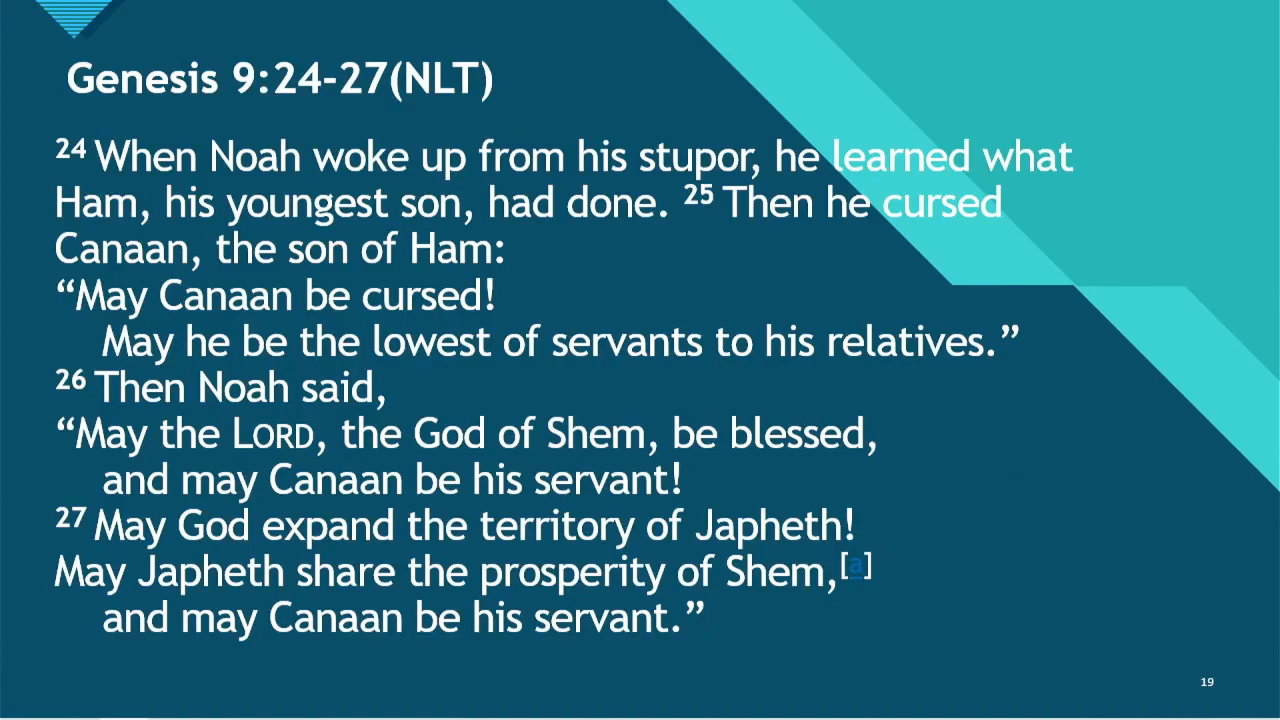 Genesis 9:24-27(NLT)
24 When Noah woke up from his stupor, he learned what
Ham, his youngest son, had done. 25 Then he cursed
Canaan, the son of Ham:
“May Canaan be cursed!
May he be the lowest of servants to his relatives.”
26 Then Noah said,
“May the LORD, the God of Shem, be blessed,
and may Canaan be his servant!
27 May God expand the territory of Japheth!
May Japheth share the prosperity of Shem,[a]
and may Canaan be his servant.”
19